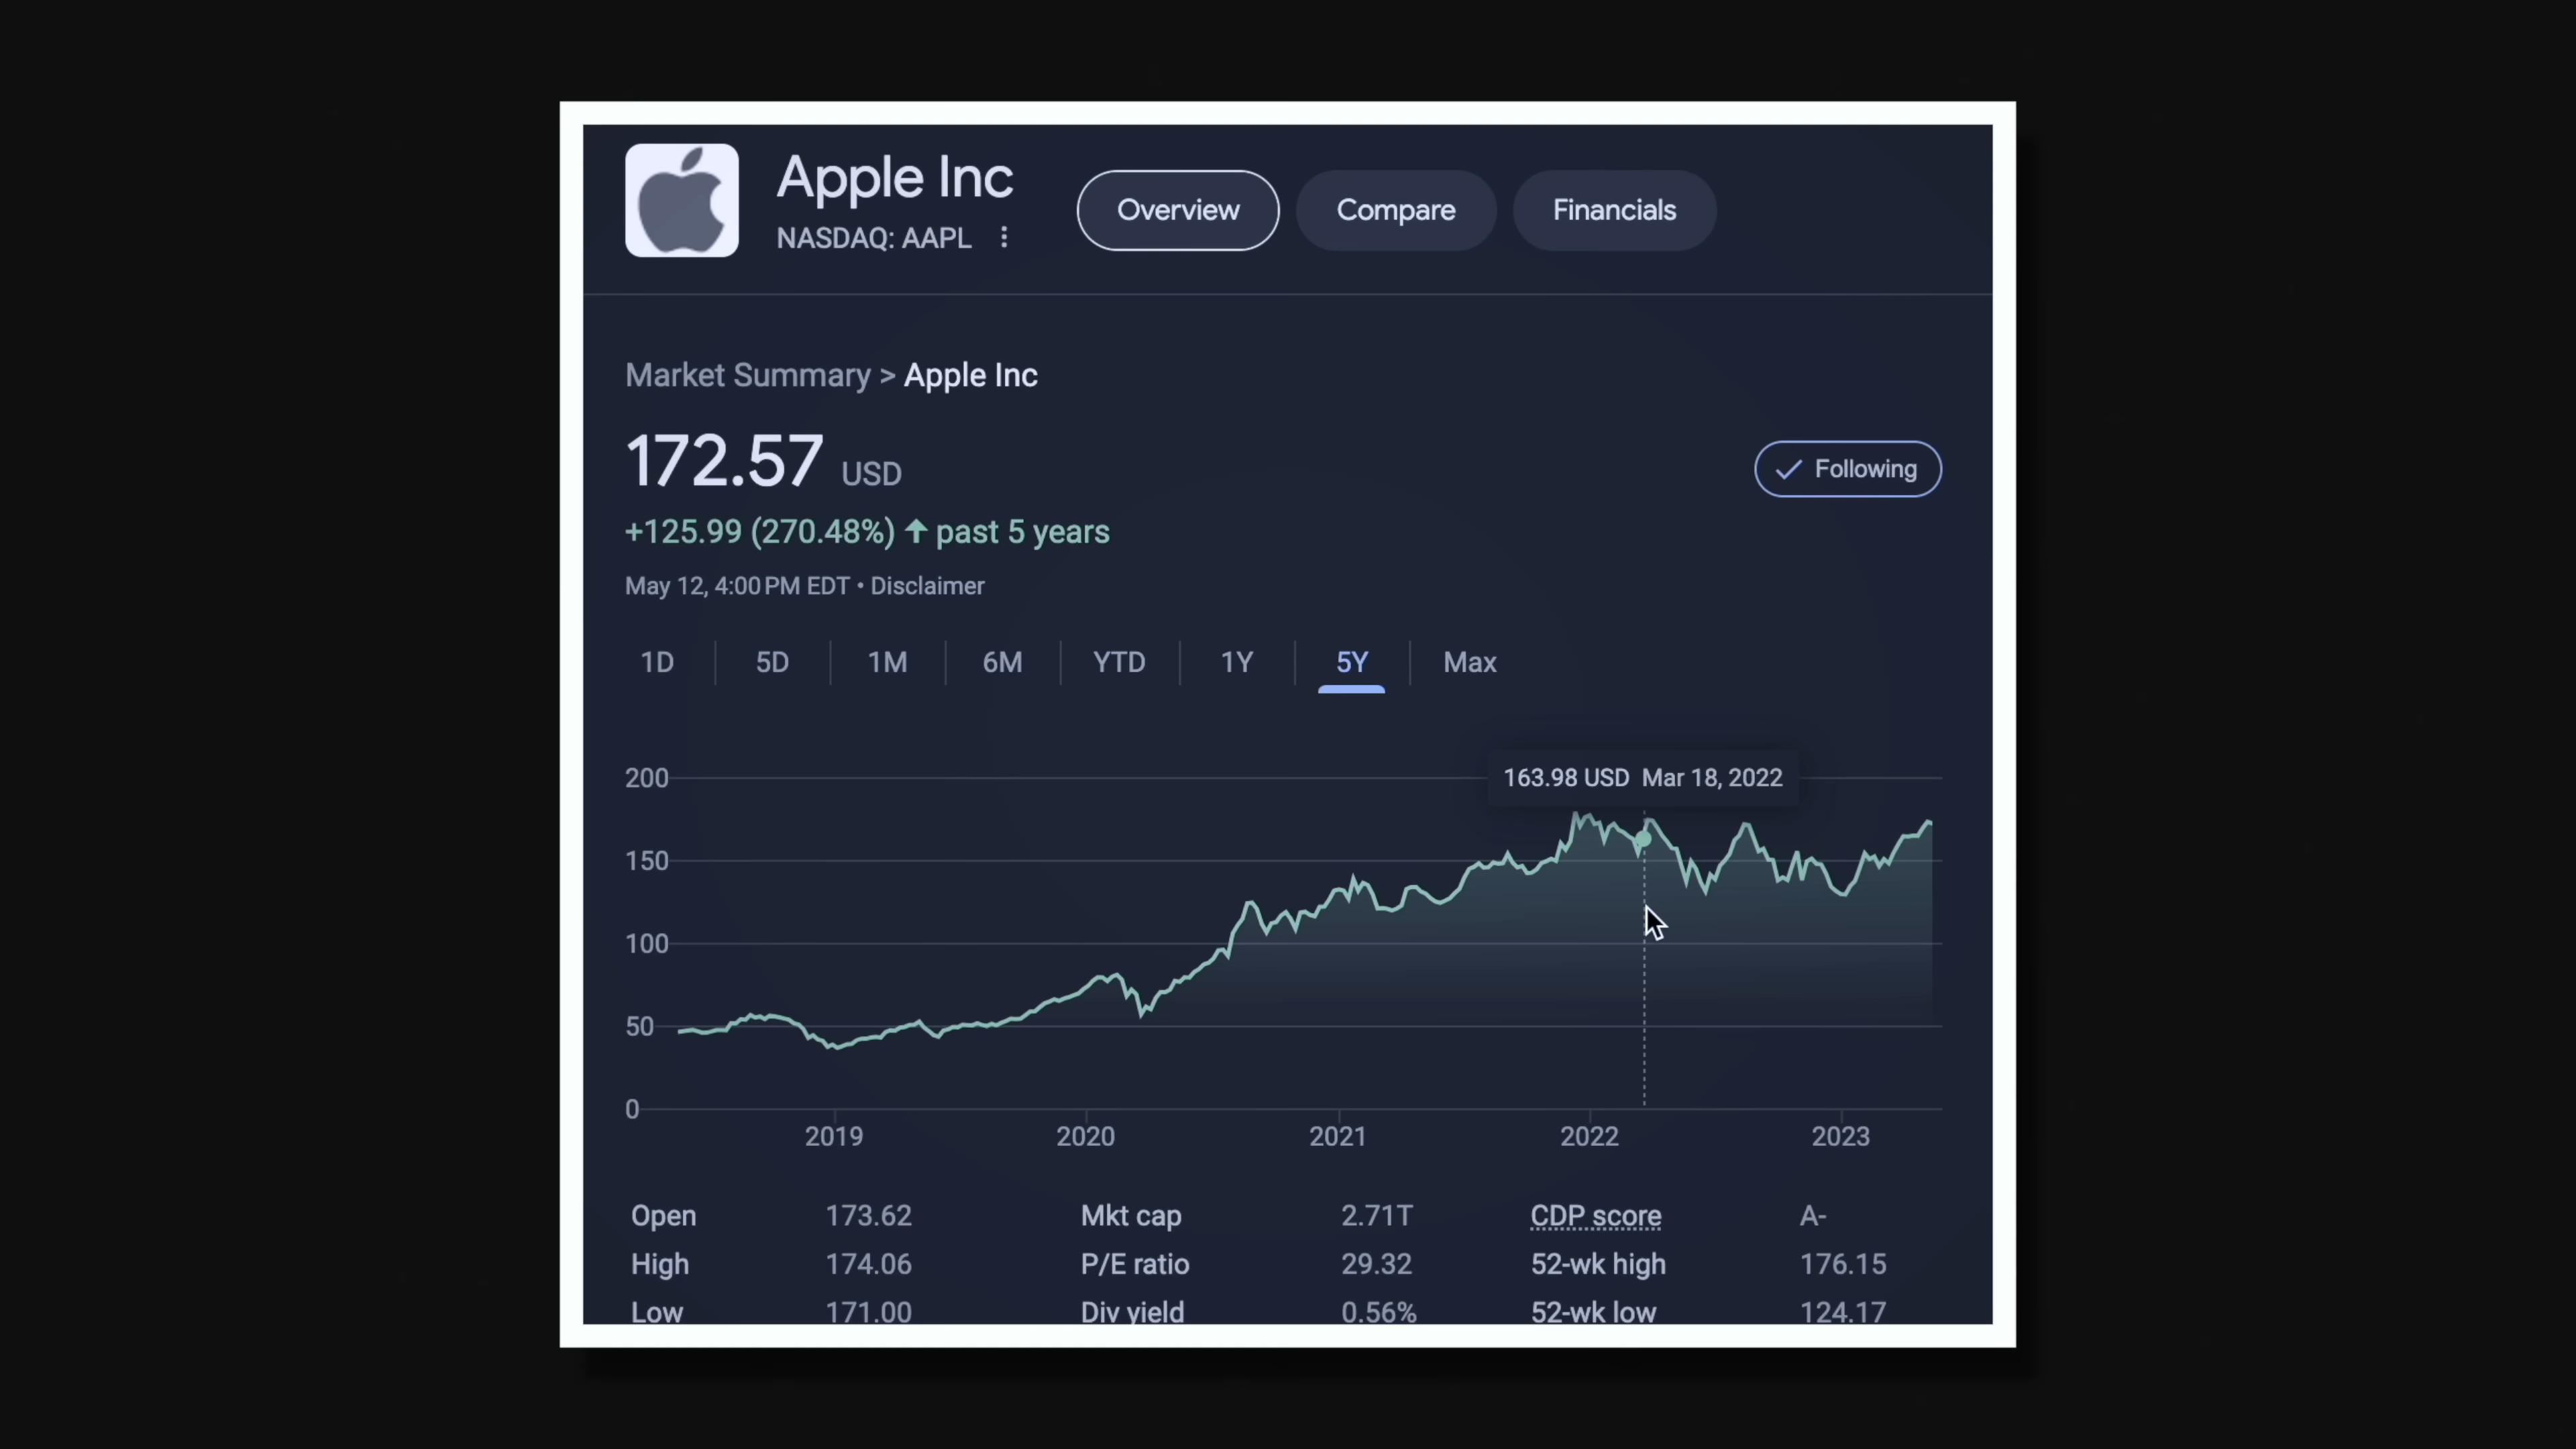 Apple Inc
NASDAQ: AAPL
Overview
Compare
Financials
Market Summary > Apple Inc
172.57 USD
Following
+125.99 (270.48%) past 5 years
May 12, 4:00 PM EDT • Disclaimer
1D 5D 1M 6M YTD 1Y 5Y Max
163.98 USD Mar 18, 2022
200
150
100
50
0
2019 2020 2021 2022 2023
Open 173.62 Mkt cap 2.71T CDP score A-
High 174.06 P/E ratio 29.32 52-wk high 176.15
Low 171.00 Div yield 0.56% 52-wk low 124.17